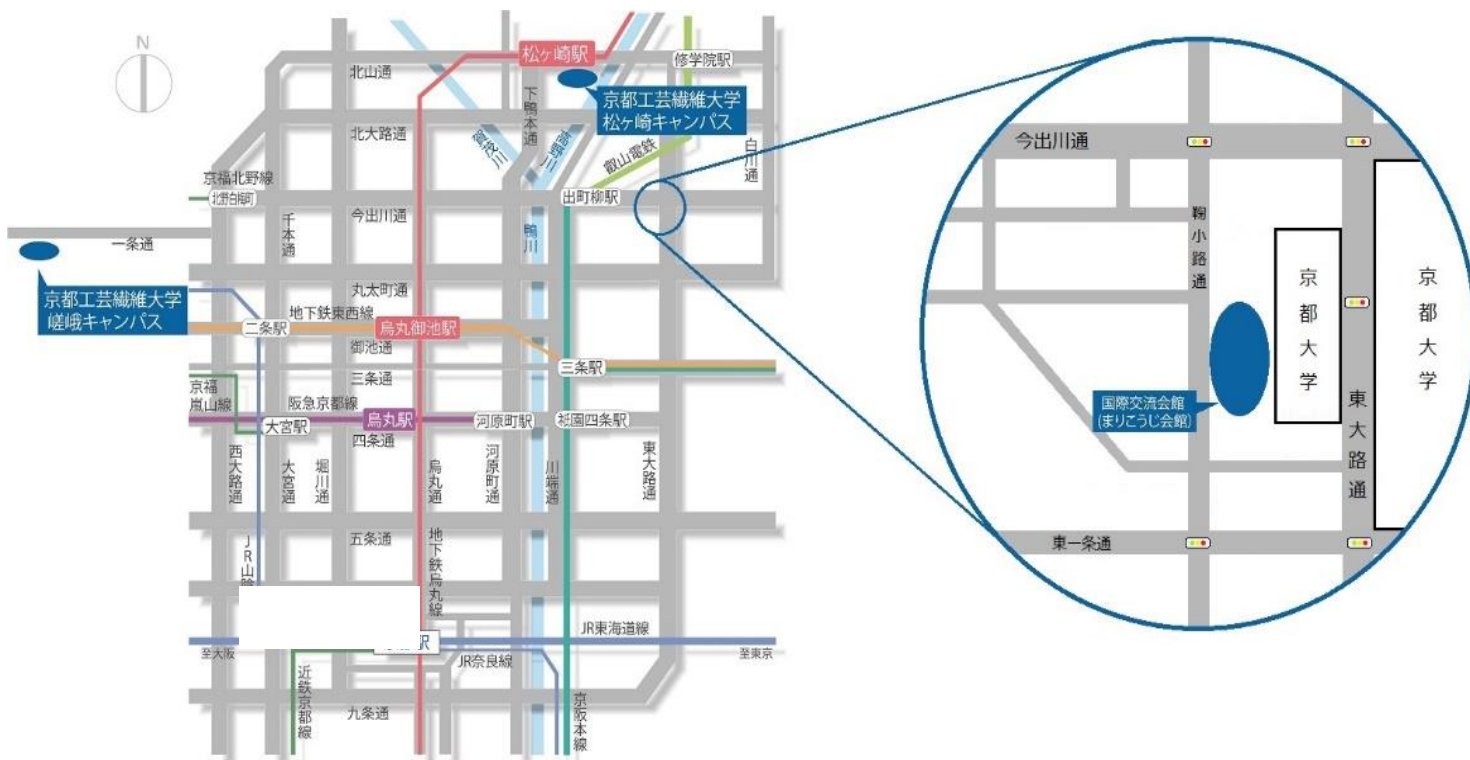 N
松ヶ崎駅
修学院駅
北山通
京都工芸繊維大学
松ヶ崎キャンパス
下鴨本通
北大路通
賀茂川
高野川
叡山電鉄
白川通
京福北野線
北野白梅町
出町柳駅
今出川通
千本通
鴨川
一条通
京都工芸繊維大学
嵯峨キャンパス
丸太町通
地下鉄東西線
二条駅
烏丸御池駅
御池通
三条駅
三条通
京福
嵐山線
阪急京都線
烏丸駅
河原町駅
祇園四条駅
大宮駅
四条通
西大路通
大宮通
堀川通
烏丸通
河原町通
川端通
東大路通
五条通
JR山陰
地下鉄烏丸線
JR東海道線
至大阪
駅
JR奈良線
至東京
近鉄京都線
九条通
京阪本線
今出川通
鞠小路通
京都大学
京都大学
国際交流会館
(まりこうじ会館)
東大路通
東一条通